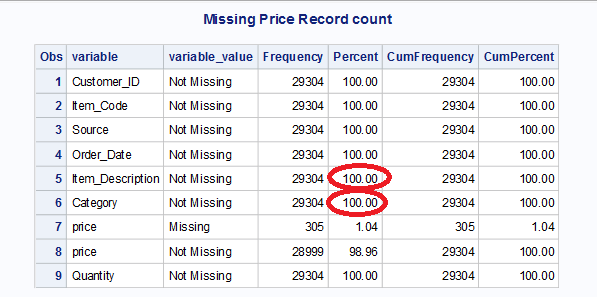 Missing Price Record count
Obs variable variable_value Frequency Percent CumFrequency CumPercent
1 Customer_ID Not Missing 29304 100.00 29304 100.00
2 Item_Code Not Missing 29304 100.00 29304 100.00
3 Source Not Missing 29304 100.00 29304 100.00
4 Order_Date Not Missing 29304 100.00 29304 100.00
5 Item_Description Not Missing 29304 100.00 29304 100.00
6 Category Not Missing 29304 100.00 29304 100.00
7 price Missing 305 1.04 305 1.04
8 price Not Missing 28999 98.96 29304 100.00
9 Quantity Not Missing 29304 100.00 29304 100.00